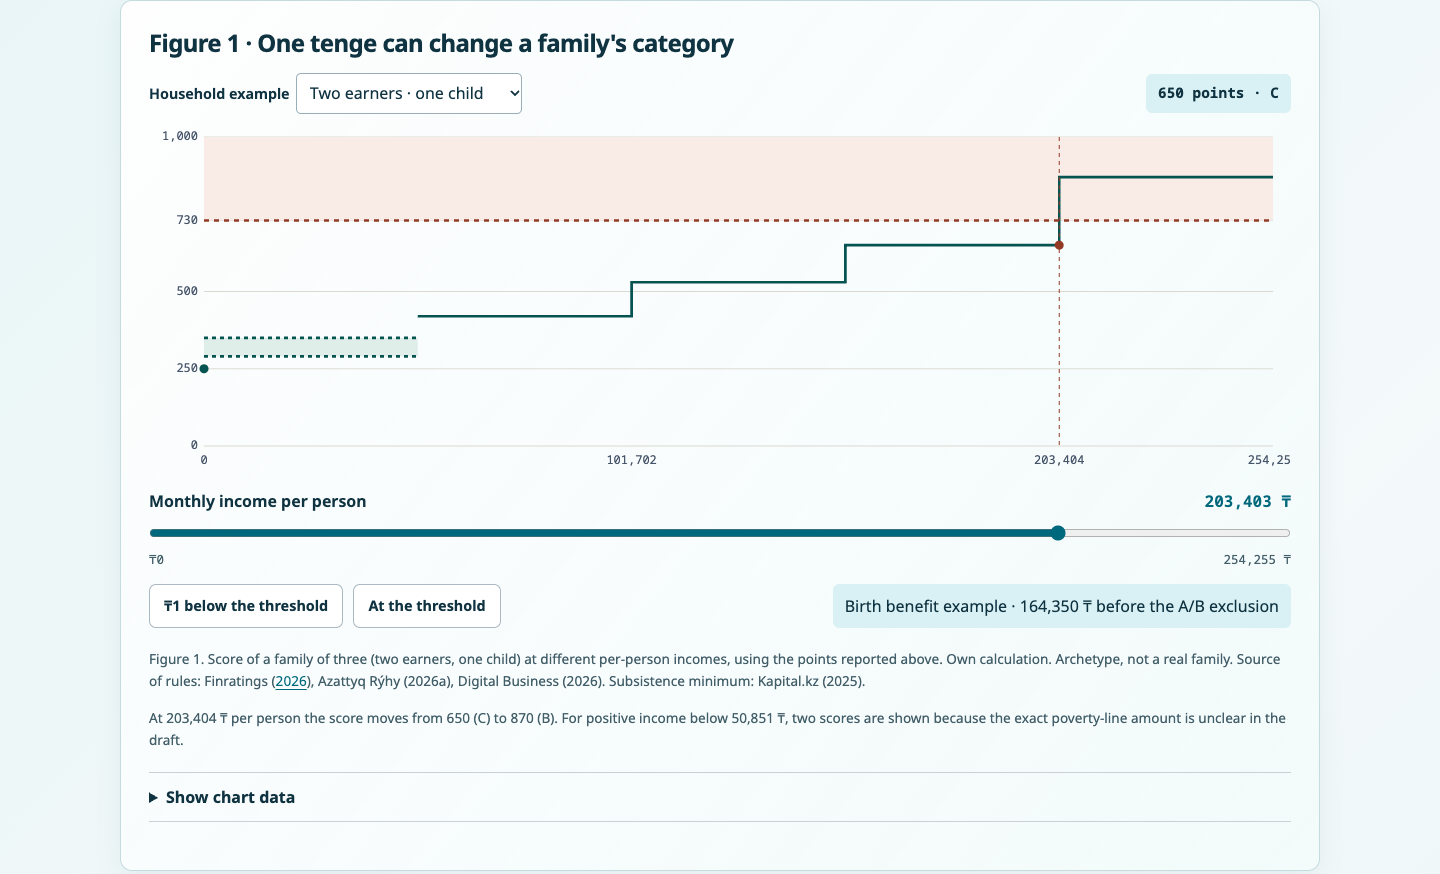 Figure 1 · One tenge can change a family's category
Household example
Two earners · one child
650 points · C
1,000
730
500
250
0
0
101,702
203,404
254,25
Monthly income per person
203,403 ₸
₸0
254,255 ₸
₸1 below the threshold
At the threshold
Birth benefit example · 164,350 ₸ before the A/B exclusion
Figure 1. Score of a family of three (two earners, one child) at different per-person incomes, using the points reported above. Own calculation. Archetype, not a real family. Source
of rules: Finratings (2026), Azattyq Rýhy (2026a), Digital Business (2026). Subsistence minimum: Kapital.kz (2025).
At 203,404 ₸ per person the score moves from 650 (C) to 870 (B). For positive income below 50,851 ₸, two scores are shown because the exact poverty-line amount is unclear in the
draft.
Show chart data